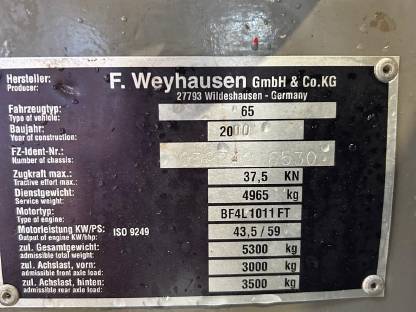 Hersteller: F. Weyhausen GmbH & Co.KG
Producer: 27793 Wildeshausen - Germany
Fahrzeugtyp: 65
Type of vehicle:
Baujahr: 2000
Year of construction:
FZ-Ident-Nr.:
Number of chassis:
Zugkraft max.: 37,5 KN
Tractive effort max.:
Dienstgewicht: 4965 kg
Service weight:
Motortyp: BF4L1011FT
Type of engine:
Motorleistung KW/PS: ISO 9249 43,5 / 59
Output of engine KW/bhp:
zul. Gesamtgewicht: 5300 kg
admissible total weight:
zul. Achslast, vorn: 3000 kg
admissible front axle load:
zul. Achslast, hinten: 3500 kg
admissible rear axle load: